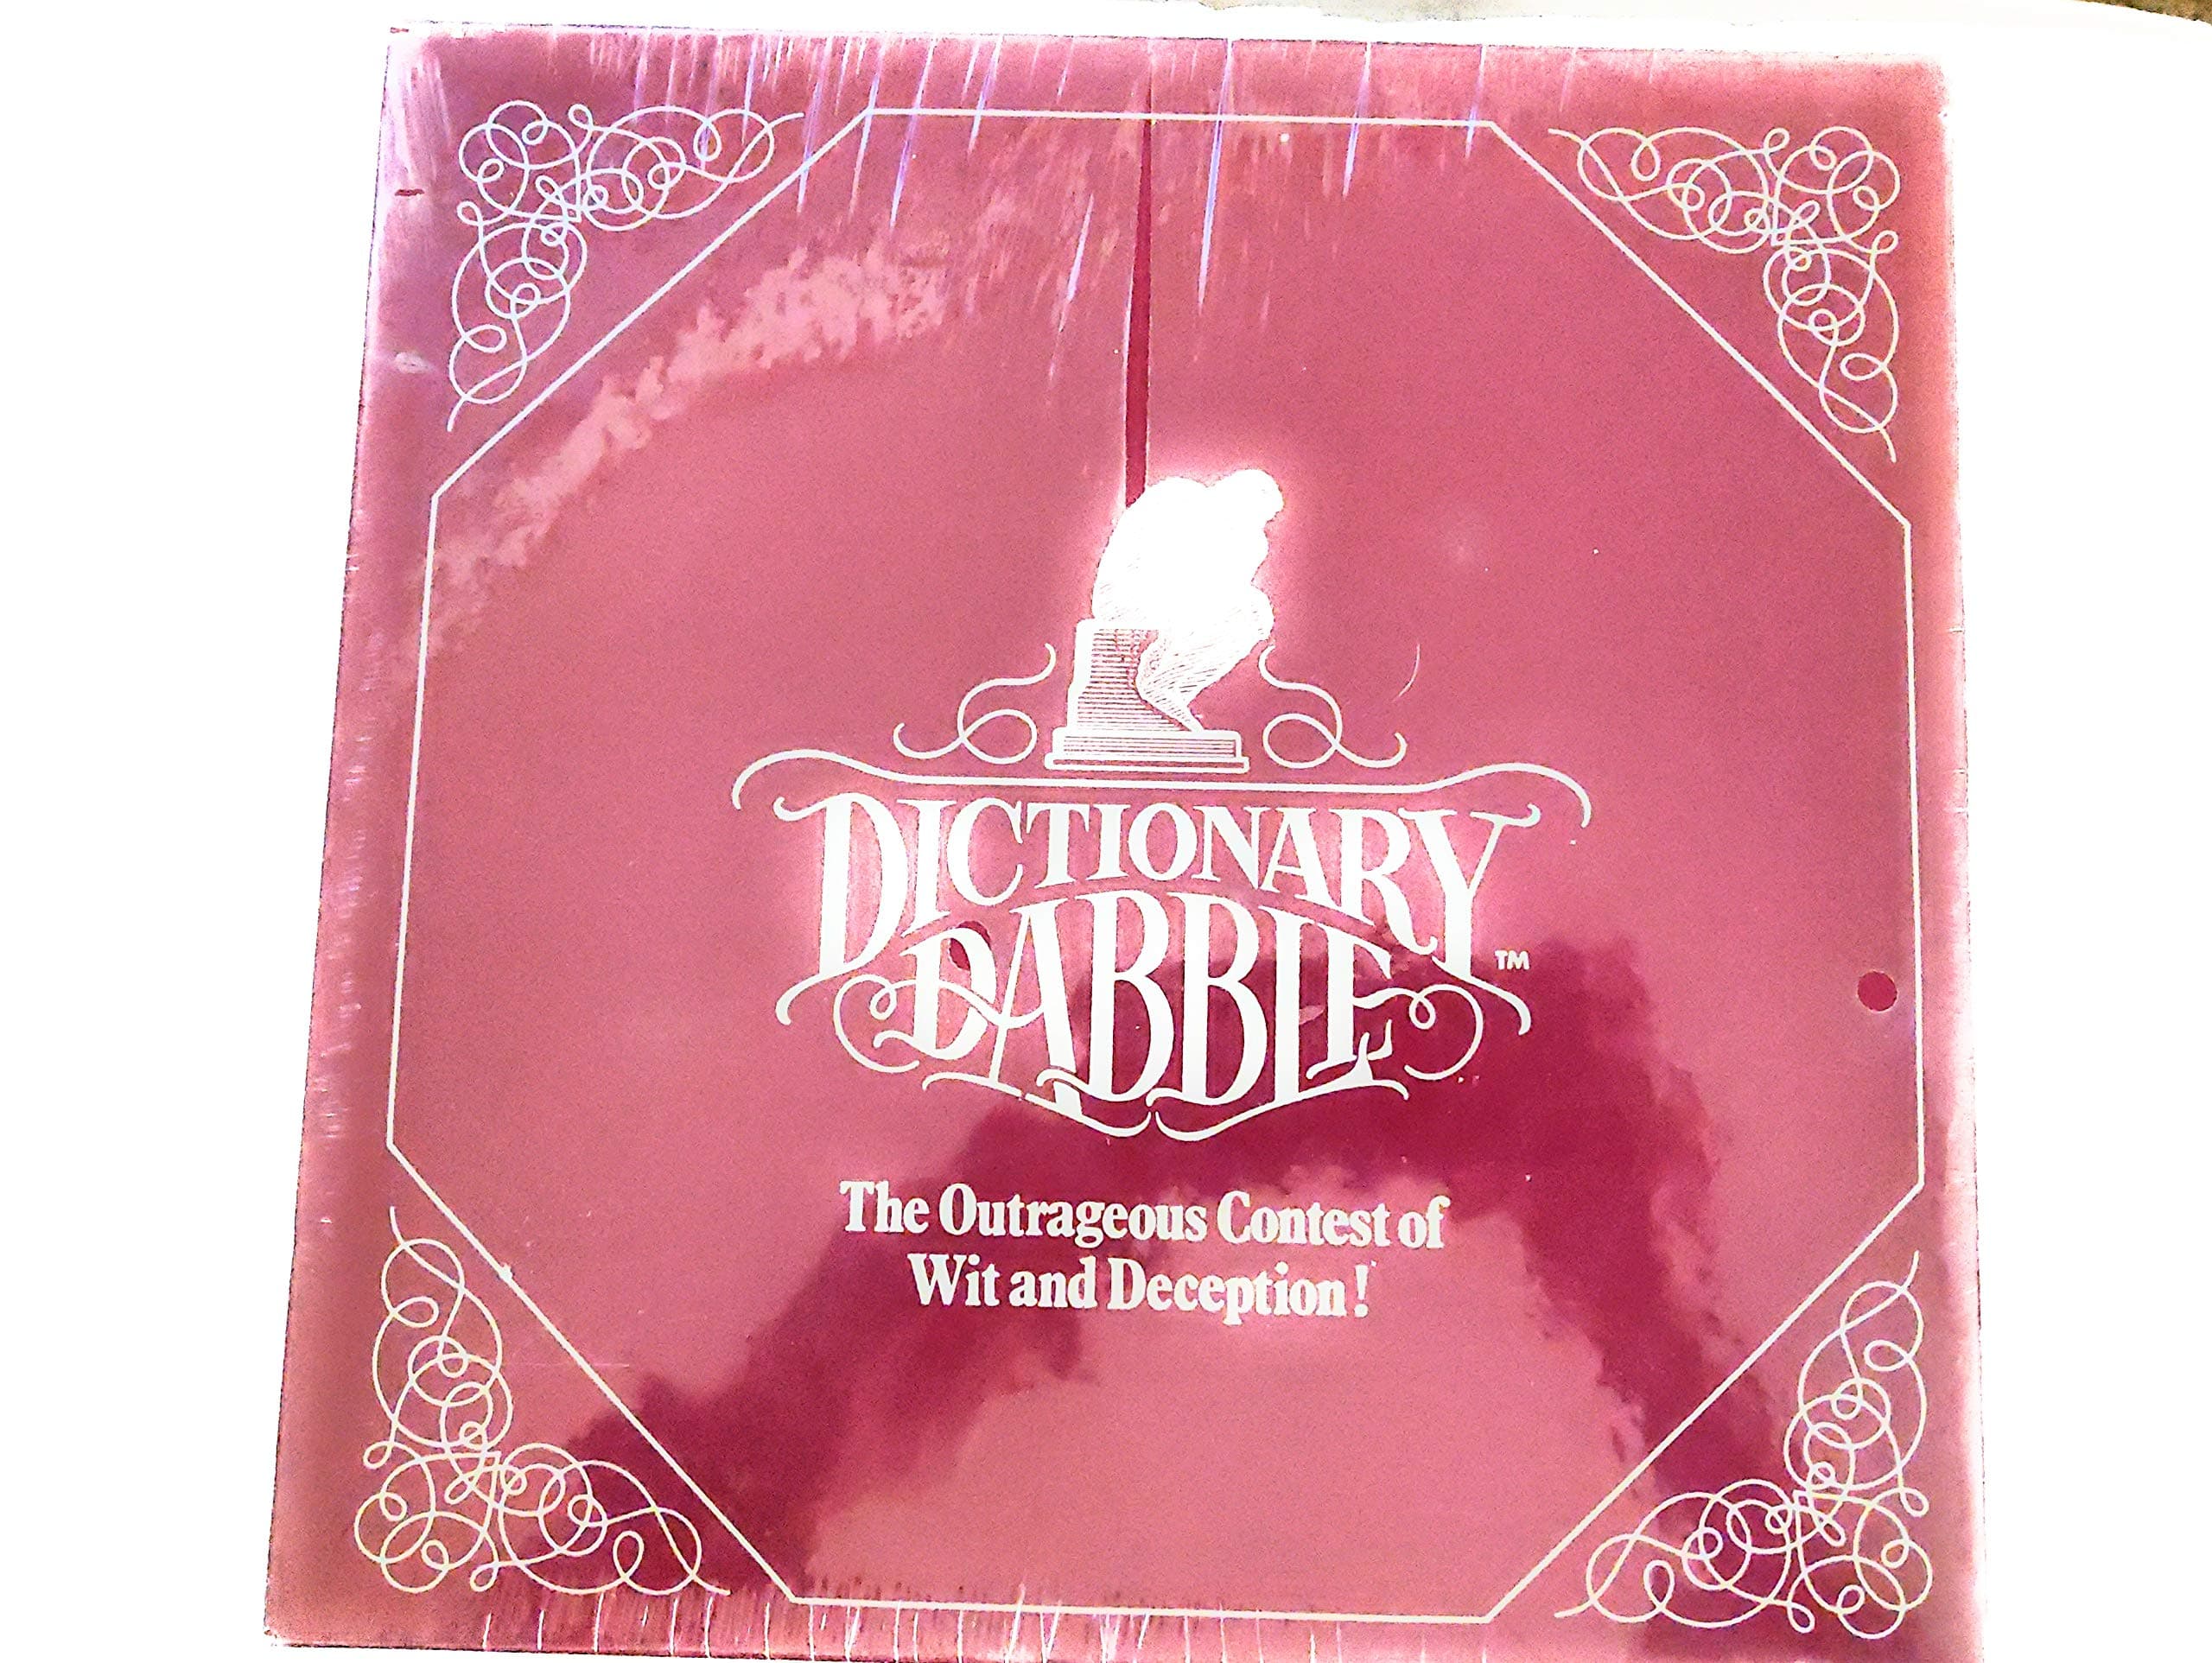 DICTIONARY
DABBLE™
The Outrageous Contest of
Wit and Deception!